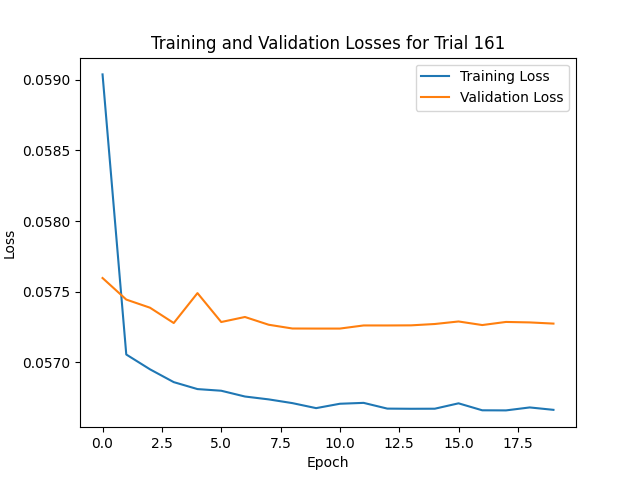 Training and Validation Losses for Trial 161
Training Loss
Validation Loss
0.0590
0.0585
0.0580
0.0575
0.0570
Loss
0.0
2.5
5.0
7.5
10.0
12.5
15.0
17.5
Epoch